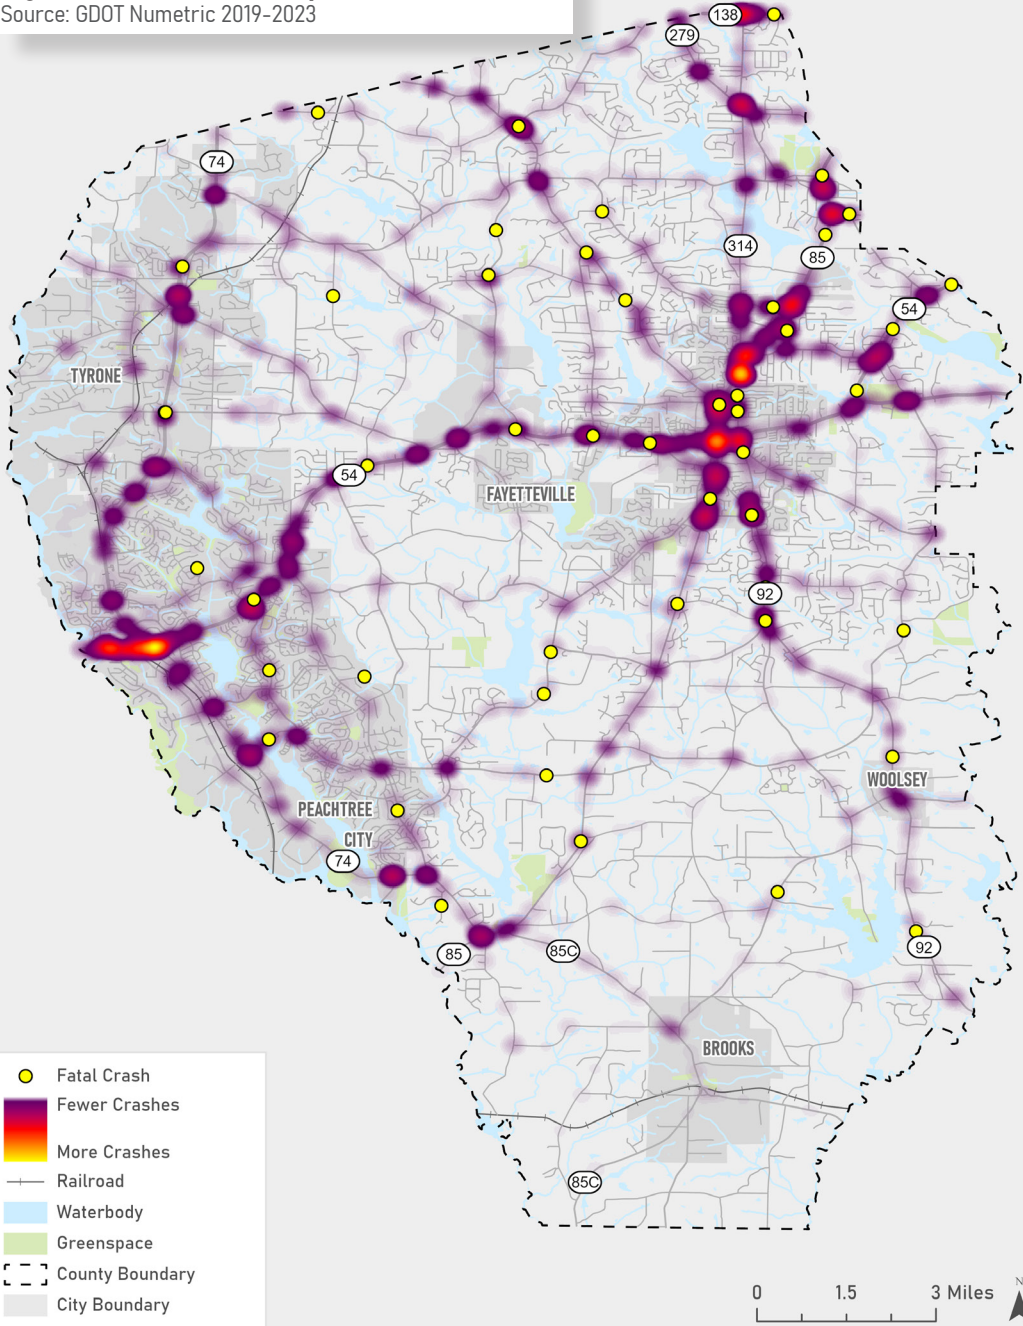 Source: GDOT Numetric 2019-2023
138
279
74
314
85
54
TYRONE
54
FAYETTEVILLE
92
WOOLSEY
PEACHTREE
CITY
74
85
85C
92
BROOKS
85C
Fatal Crash
Fewer Crashes
More Crashes
Railroad
Waterbody
Greenspace
County Boundary
City Boundary
0 1.5 3 Miles
N